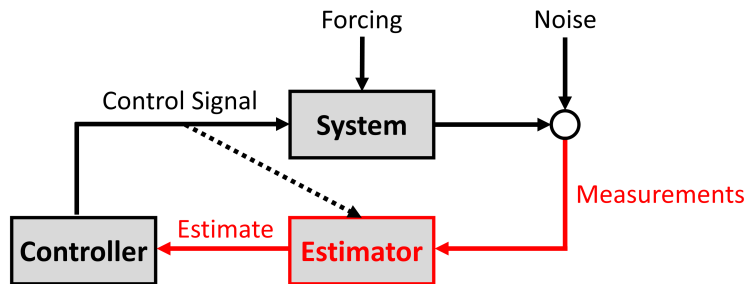 Forcing
Noise
Control Signal
System
Measurements
Estimate
Controller
Estimator